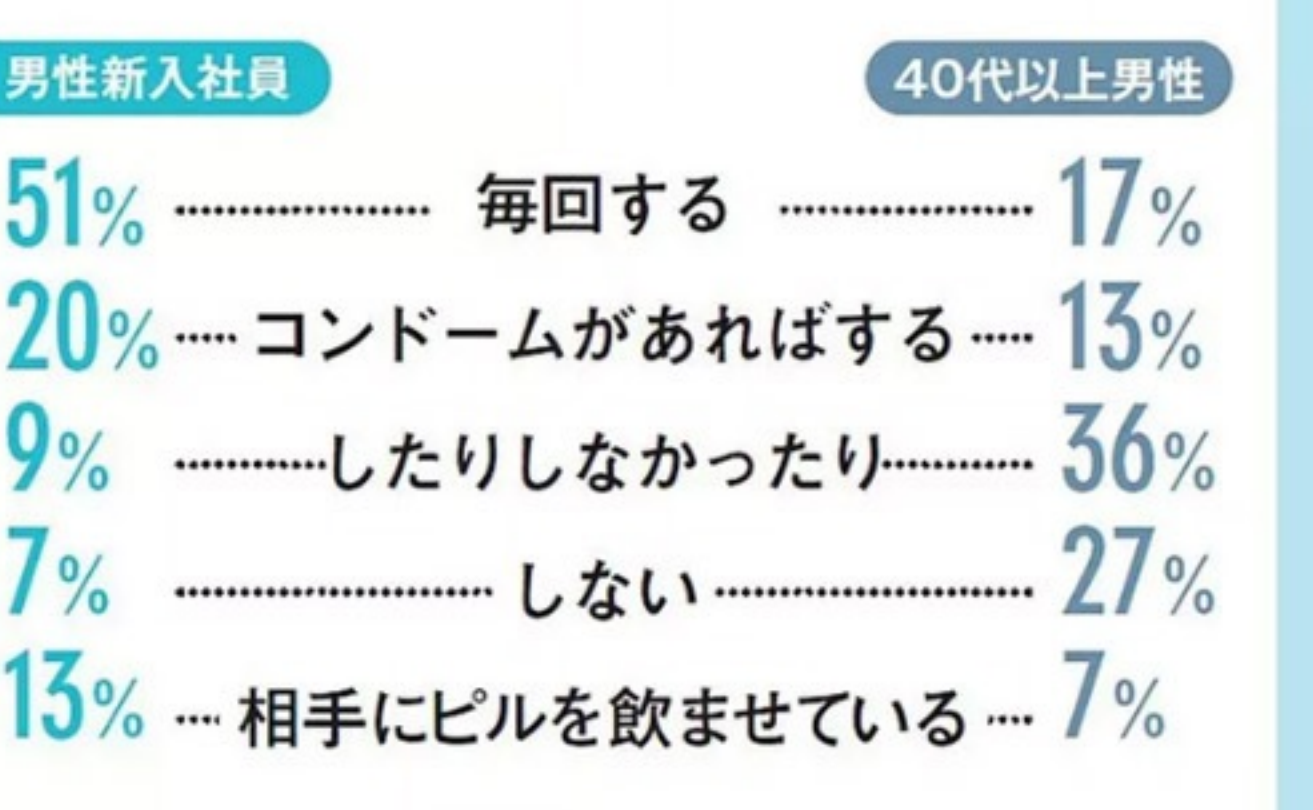 男性新入社員 40代以上男性
51% 毎回する 17%
20% コンドームがあればする 13%
9% したりしなかったり 36%
7% しない 27%
13% 相手にピルを飲ませている 7%